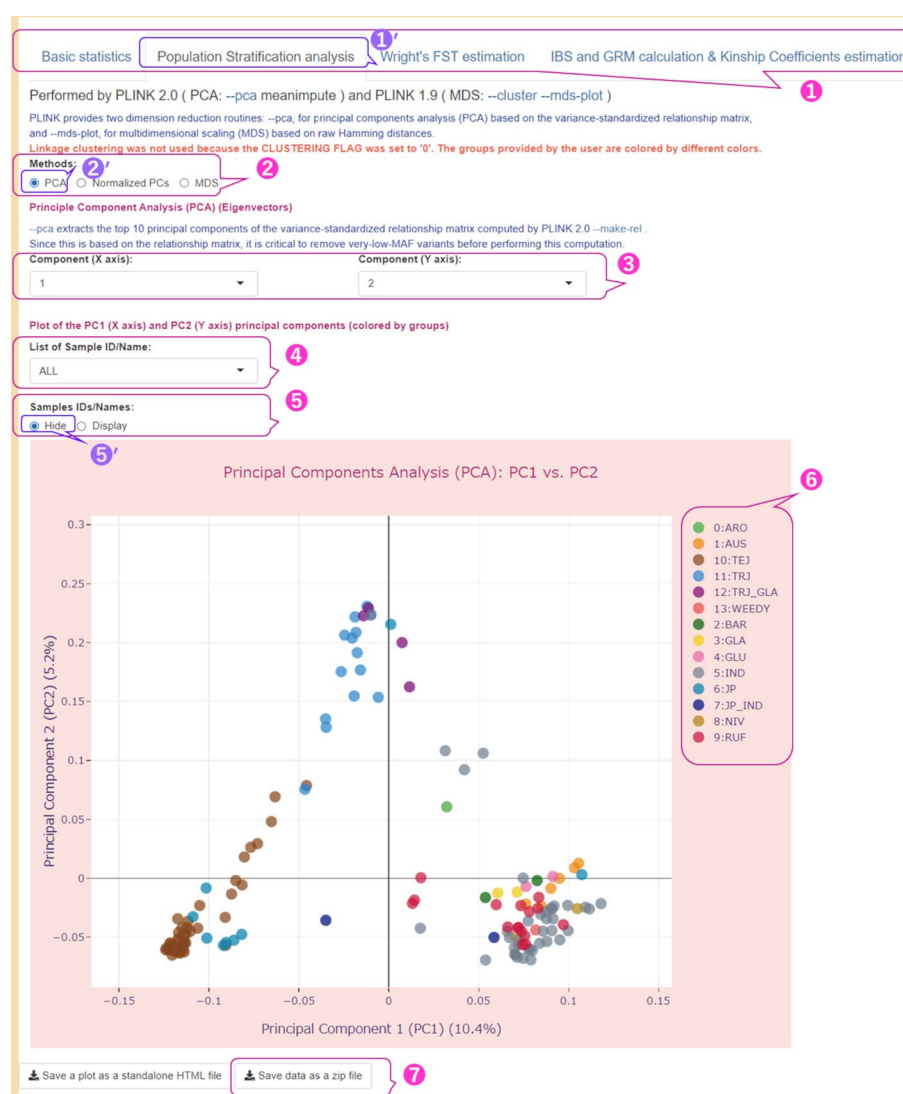 Basic statistics Population Stratification analysis Wright's FST estimation IBS and GRM calculation & Kinship Coefficients estimation
1′
1
Performed by PLINK 2.0 ( PCA: --pca meanimpute ) and PLINK 1.9 ( MDS: --cluster --mds-plot )
PLINK provides two dimension reduction routines: --pca, for principal components analysis (PCA) based on the variance-standardized relationship matrix,
and --mds-plot, for multidimensional scaling (MDS) based on raw Hamming distances.
Linkage clustering was not used because the CLUSTERING FLAG was set to '0'. The groups provided by the user are colored by different colors.
Methods:
2′
2
PCA Normalized PCs MDS
Principle Component Analysis (PCA) (Eigenvectors)
--pca extracts the top 10 principal components of the variance-standardized relationship matrix computed by PLINK 2.0 --make-rel .
Since this is based on the relationship matrix, it is critical to remove very-low-MAF variants before performing this computation.
Component (X axis): Component (Y axis):
3
1 2
Plot of the PC1 (X axis) and PC2 (Y axis) principal components (colored by groups)
List of Sample ID/Name:
4
ALL
Samples IDs/Names:
5
Hide Display
5′
Principal Components Analysis (PCA): PC1 vs. PC2
6
0:ARO
1:AUS
10:TEJ
11:TRJ
12:TRJ_GLA
13:WEEDY
2:BAR
3:GLA
4:GLU
5:IND
6:JP
7:JP_IND
8:NIV
9:RUF
Principal Component 2 (PC2) (5.2%)
0.3
0.25
0.2
0.15
0.1
0.05
0
−0.05
−0.15 −0.1 −0.05 0 0.05 0.1 0.15
Principal Component 1 (PC1) (10.4%)
Save a plot as a standalone HTML file Save data as a zip file
7